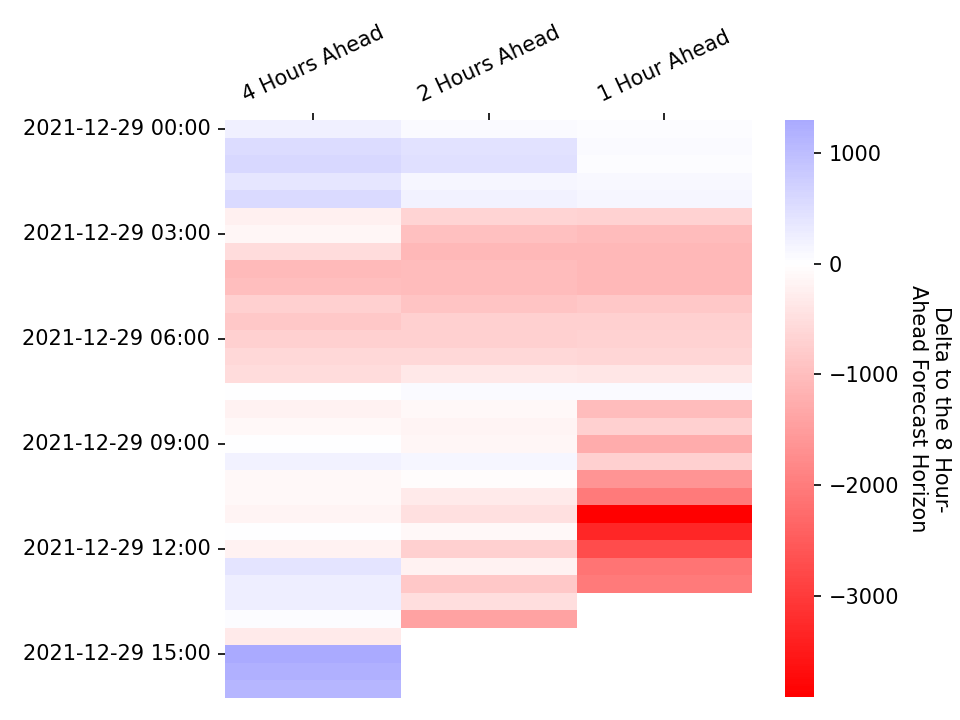 4 Hours Ahead
2 Hours Ahead
1 Hour Ahead
2021-12-29 00:00
2021-12-29 03:00
2021-12-29 06:00
2021-12-29 09:00
2021-12-29 12:00
2021-12-29 15:00
1000
0
−1000
−2000
−3000
Delta to the 8 Hour-
Ahead Forecast Horizon